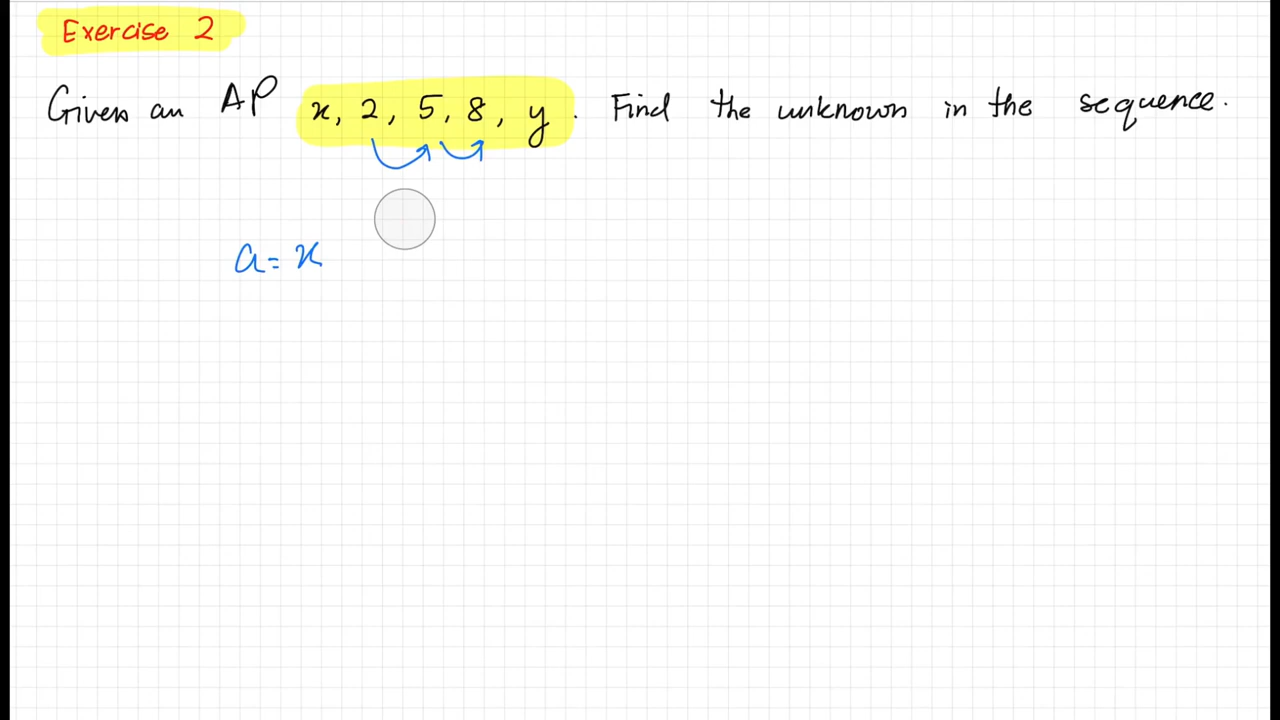 Exercise 2
Given an AP x, 2, 5, 8, y. Find the unknown in the sequence.
a = x